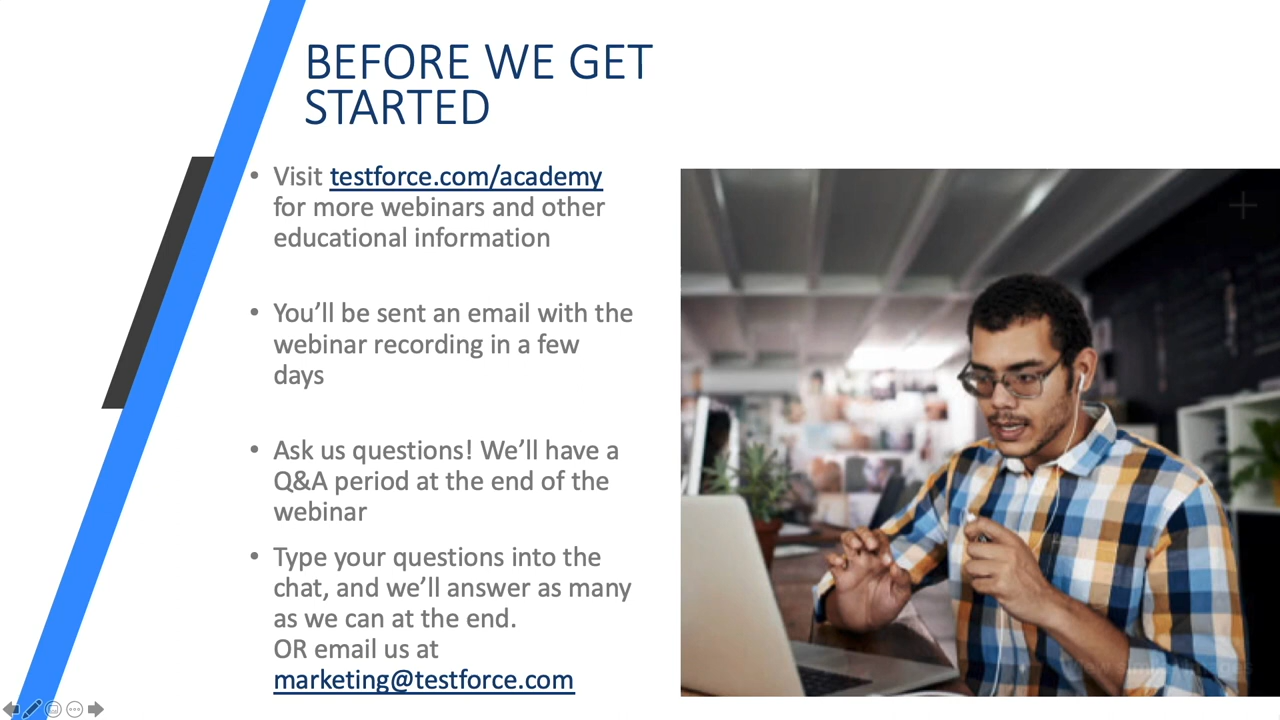 BEFORE WE GET
STARTED
• Visit testforce.com/academy
for more webinars and other
educational information
• You’ll be sent an email with the
webinar recording in a few
days
• Ask us questions! We’ll have a
Q&A period at the end of the
webinar
• Type your questions into the
chat, and we’ll answer as many
as we can at the end.
OR email us at
marketing@testforce.com